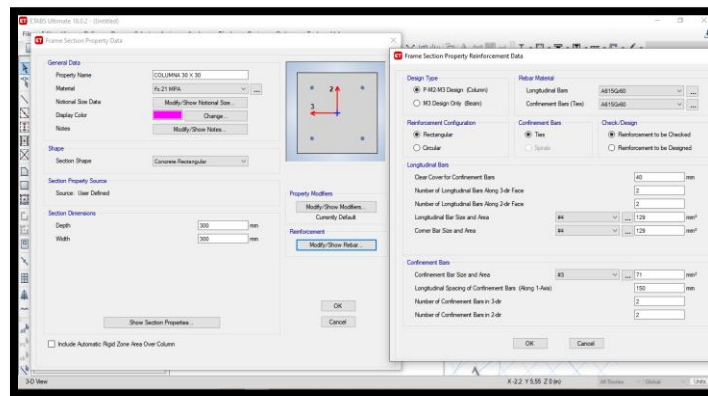 ETABS Ultimate 18.0.2 - (Untitled)
Frame Section Property Data
General Data
Property Name COLUMNA 30 X 30
Material fc 21 MPA
Notional Size Data Modify/Show Notional Size...
Display Color Change...
Notes Modify/Show Notes...
Shape
Section Shape Concrete Rectangular
Section Property Source
Source: User Defined
Section Dimensions
Depth 300 mm
Width 300 mm
Show Section Properties...
Include Automatic Rigid Zone Area Over Column
2
3
Property Modifiers
Modify/Show Modifiers...
Currently Default
Reinforcement
Modify/Show Rebar...
OK
Cancel
Frame Section Property Reinforcement Data
Design Type
P-M2-M3 Design (Column)
M3 Design Only (Beam)
Rebar Material
Longitudinal Bars A615Gr60
Confinement Bars (Ties) A615Gr60
Reinforcement Configuration
Rectangular
Circular
Confinement Bars
Ties
Spirals
Check/Design
Reinforcement to be Checked
Reinforcement to be Designed
Longitudinal Bars
Clear Cover for Confinement Bars 40 mm
Number of Longitudinal Bars Along 3-dir Face 2
Number of Longitudinal Bars Along 2-dir Face 2
Longitudinal Bar Size and Area #4 ... 129 mm²
Corner Bar Size and Area #4 ... 129 mm²
Confinement Bars
Confinement Bar Size and Area #3 ... 71 mm²
Longitudinal Spacing of Confinement Bars (Along 1-Axis) 150 mm
Number of Confinement Bars in 3-dir 2
Number of Confinement Bars in 2-dir 2
OK Cancel
3-D View
X -2.2 Y 5.55 Z 0 (m)
All Stories Global Units